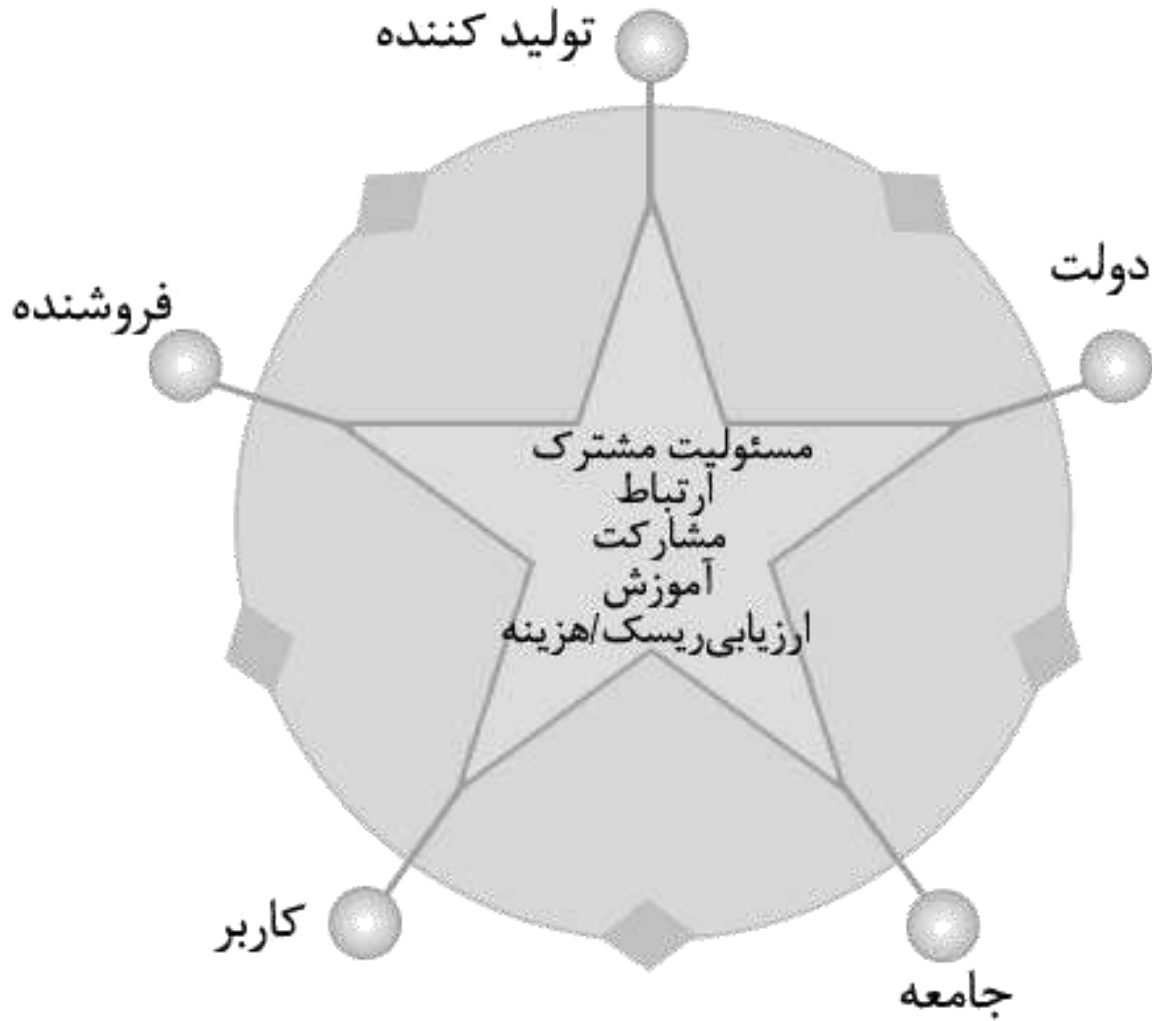 تولید کننده
دولت
فروشنده
مسئولیت مشترک
ارتباط
مشارکت
آموزش
ارزیابی‌ریسک/هزینه
کاربر
جامعه